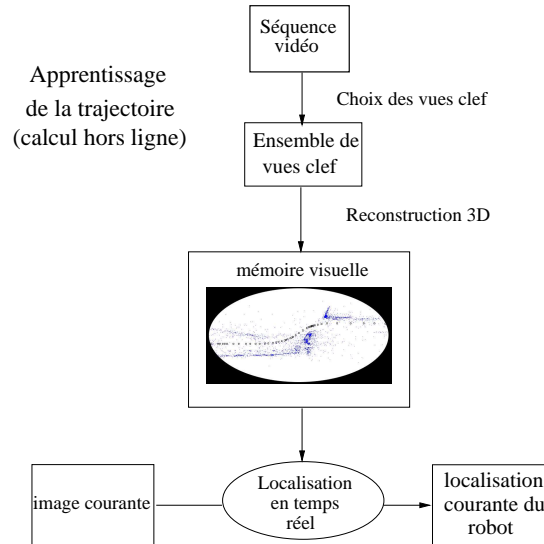 Séquence
vidéo
Apprentissage
de la trajectoire
(calcul hors ligne)
Choix des vues clef
Ensemble de
vues clef
Reconstruction 3D
mémoire visuelle
image courante
Localisation
en temps
réel
localisation
courante du
robot